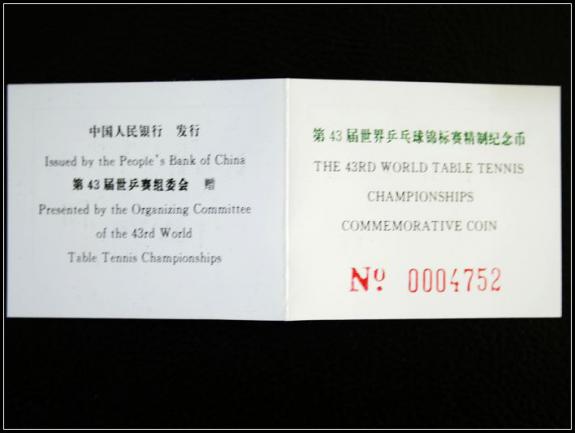 中国人民银行 发行
Issued by the People's Bank of China
第43届世乒赛组委会 赠
Presented by the Organizing Committee
of the 43rd World
Table Tennis Championships
第43届世界乒乓球锦标赛精制纪念币
THE 43RD WORLD TABLE TENNIS
CHAMPIONSHIPS
COMMEMORATIVE COIN
Nº 0004752